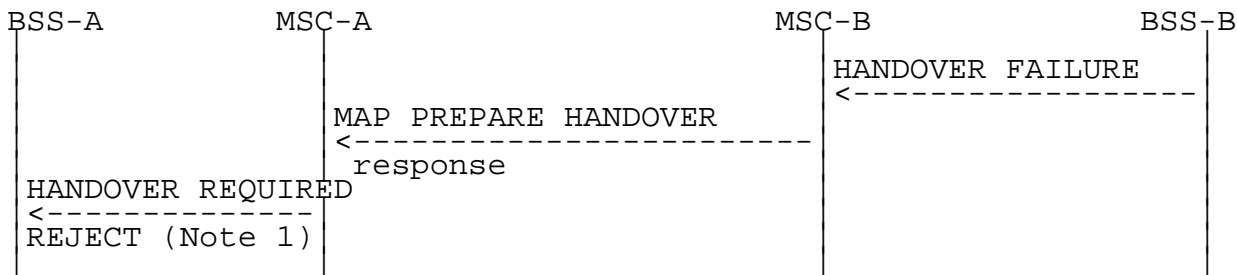 BSS-A MSC-A MSC-B BSS-B
HANDOVER FAILURE
MAP PREPARE HANDOVER
response
HANDOVER REQUIRED
REJECT (Note 1)